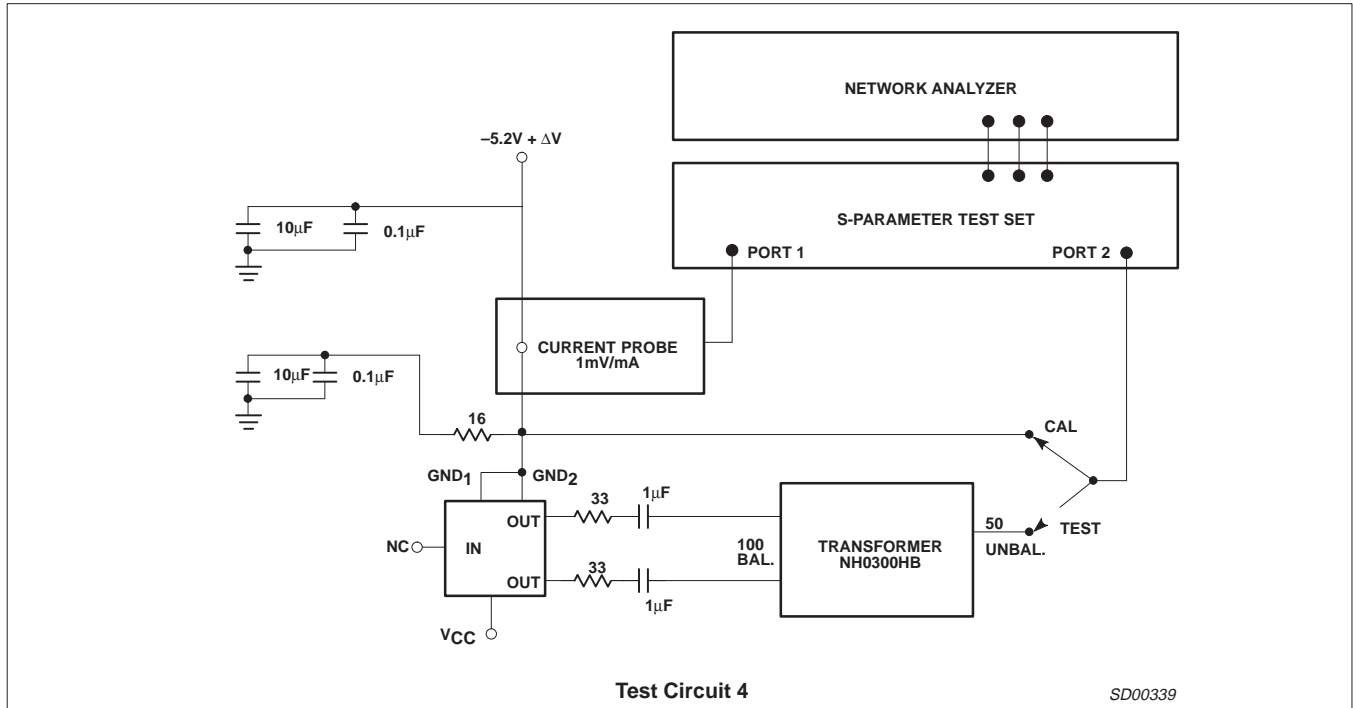 NETWORK ANALYZER
–5.2V + ΔV
S-PARAMETER TEST SET
10µF
0.1µF
PORT 1
PORT 2
CURRENT PROBE
1mV/mA
10µF
0.1µF
16
CAL
GND1
GND2
33
1µF
OUT
50
TEST
NC
IN
100
BAL.
TRANSFORMER
NH0300HB
UNBAL.
OUT
33
1µF
VCC
Test Circuit 4
SD00339